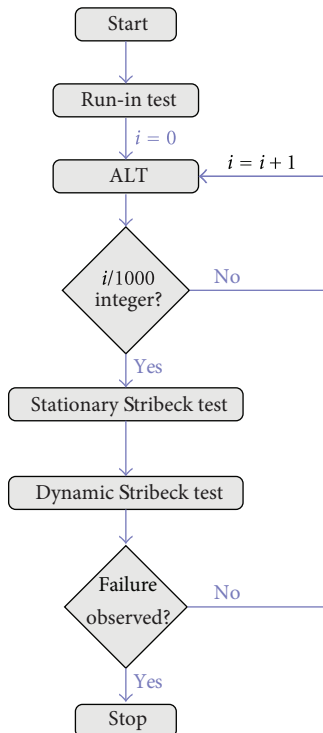 Start
Run-in test
i = 0
i = i + 1
ALT
i/1000
integer?
No
Yes
Stationary Stribeck test
Dynamic Stribeck test
Failure
observed?
No
Yes
Stop